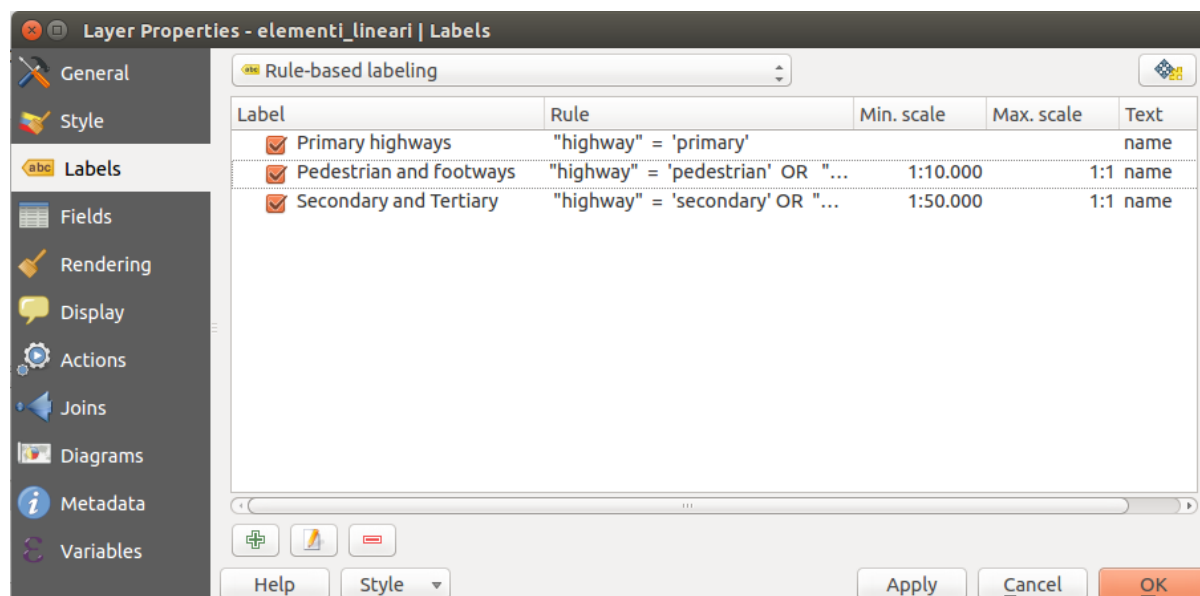 Layer Properties - elementi_lineari | Labels
General
Style
abc Labels
Fields
Rendering
Display
Actions
Joins
Diagrams
Metadata
Variables
abc Rule-based labeling
Label Rule Min. scale Max. scale Text
Primary highways "highway" = 'primary' name
Pedestrian and footways "highway" = 'pedestrian' OR "... 1:10.000 1:1 name
Secondary and Tertiary "highway" = 'secondary' OR "... 1:50.000 1:1 name
Help Style Apply Cancel OK